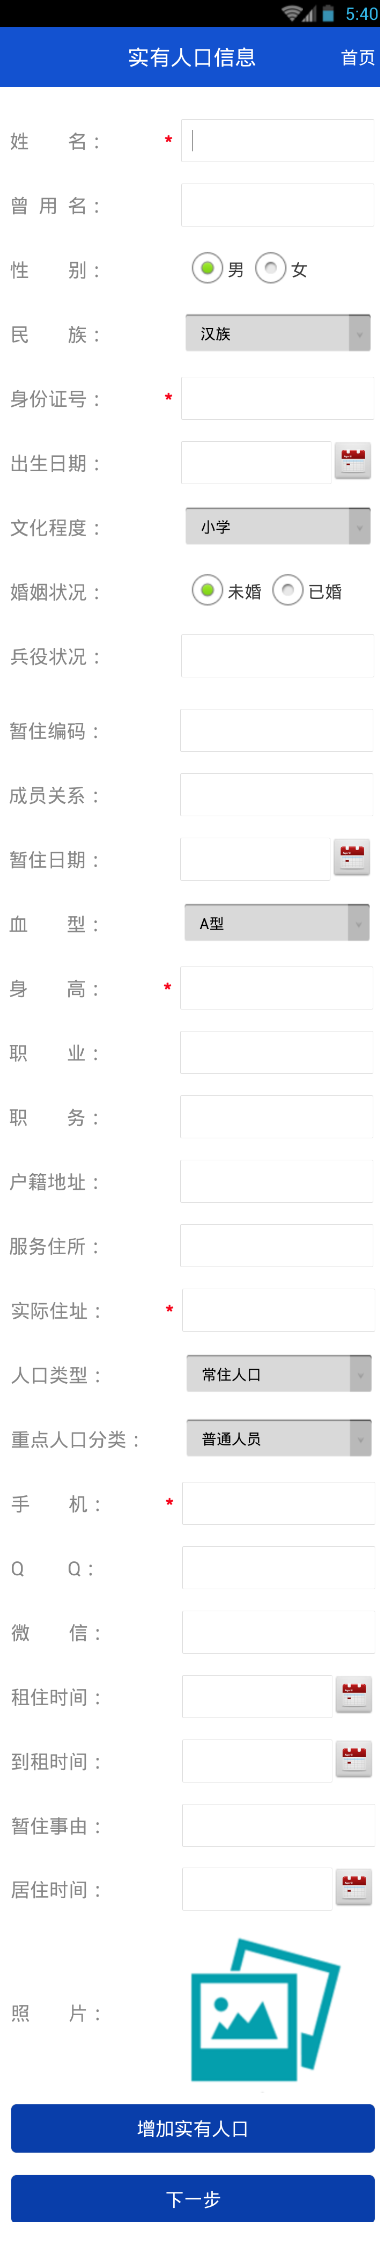 5:40
实有人口信息 首页
姓 名： *
曾 用 名：
性 别： 男 女
民 族： 汉族
身份证号： *
出生日期：
文化程度： 小学
婚姻状况： 未婚 已婚
兵役状况：
暂住编码：
成员关系：
暂住日期：
血 型： A型
身 高： *
职 业：
职 务：
户籍地址：
服务住所：
实际住址： *
人口类型： 常住人口
重点人口分类： 普通人员
手 机： *
Q Q：
微 信：
租住时间：
到租时间：
暂住事由：
居住时间：
照 片：
增加实有人口
下一步